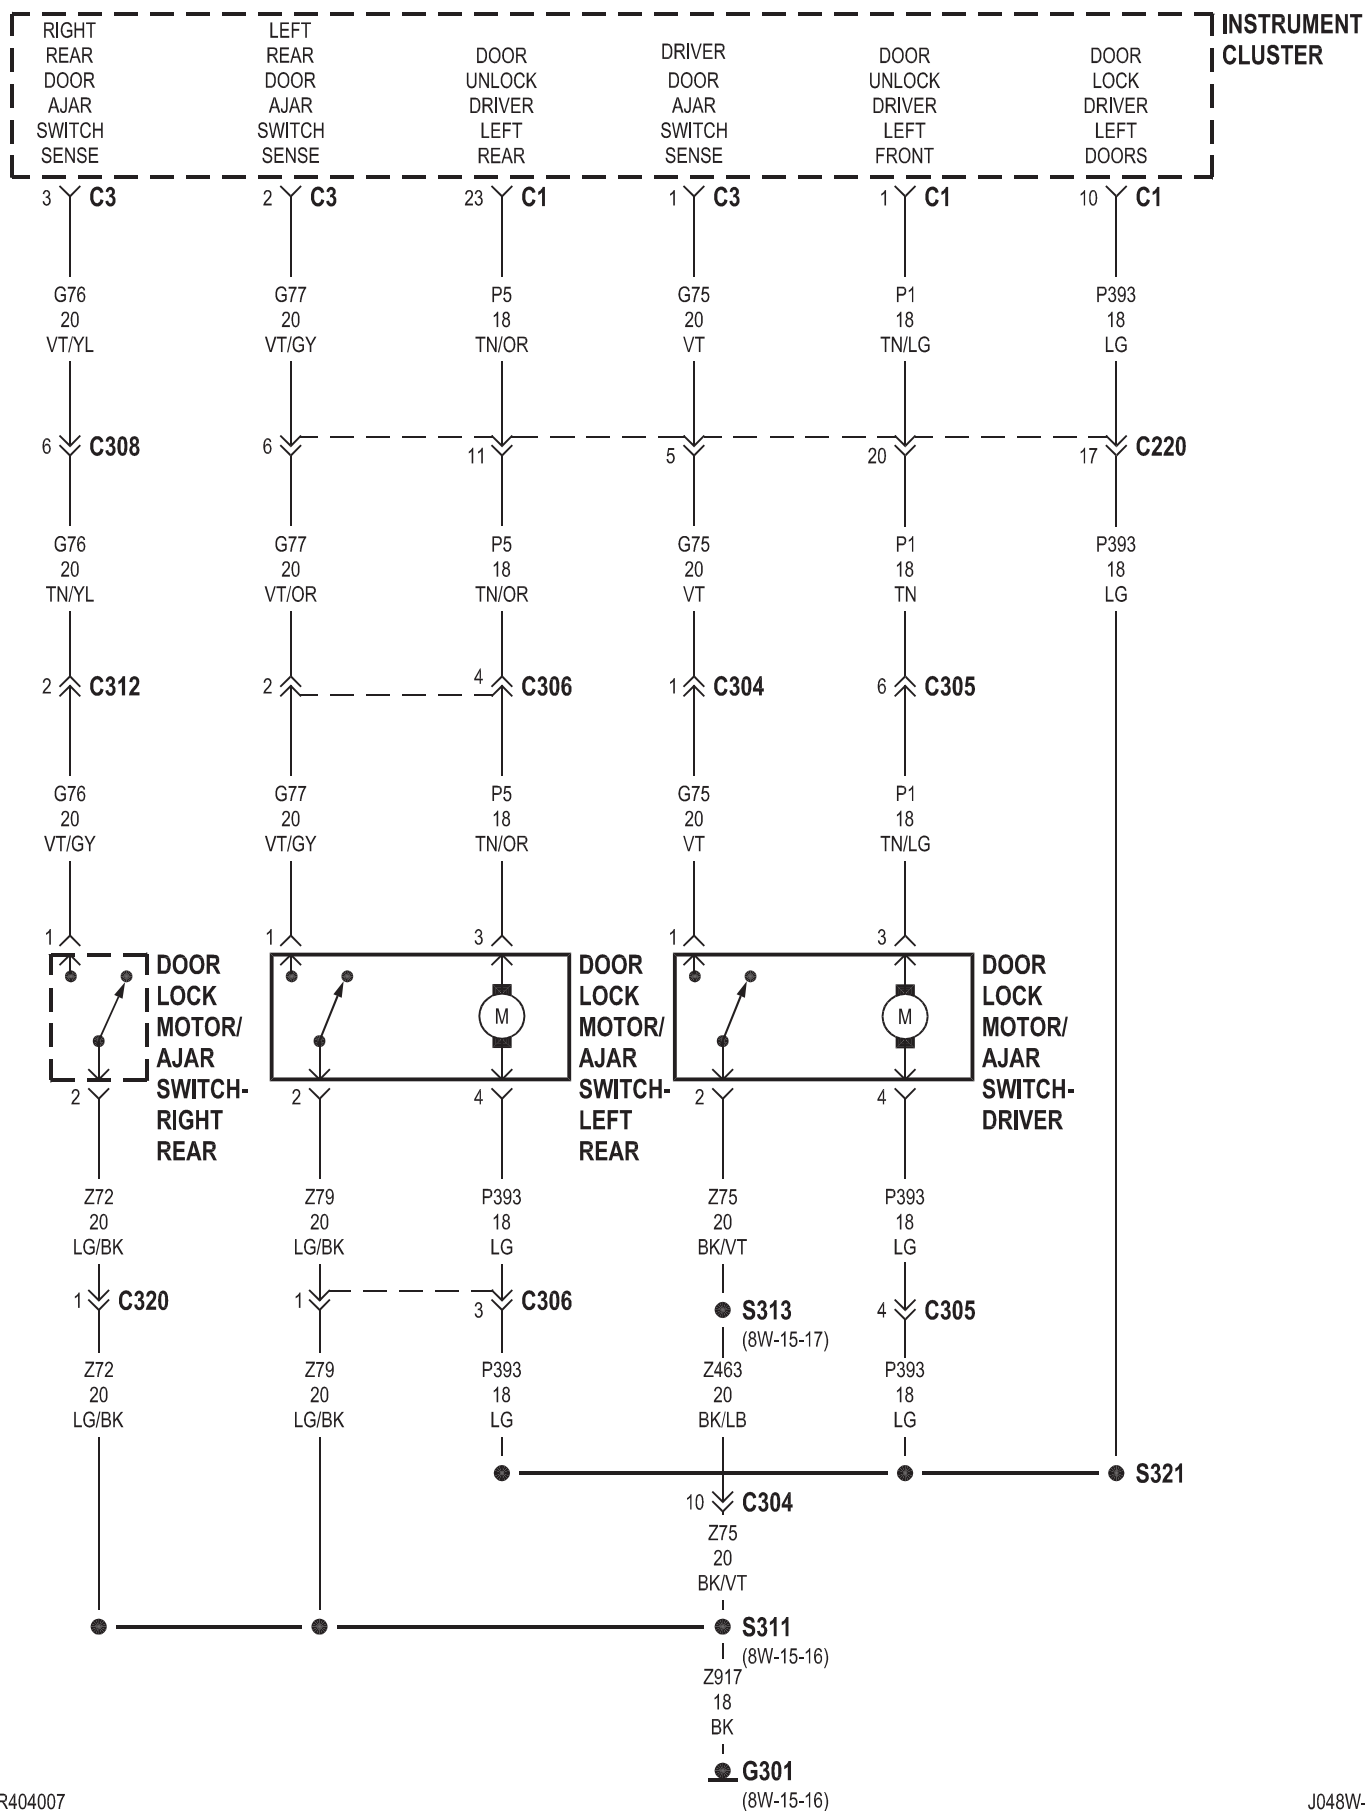 RIGHT
REAR
DOOR
AJAR
SWITCH
SENSE
LEFT
REAR
DOOR
AJAR
SWITCH
SENSE
DOOR
UNLOCK
DRIVER
LEFT
REAR
DRIVER
DOOR
AJAR
SWITCH
SENSE
DOOR
UNLOCK
DRIVER
LEFT
FRONT
DOOR
LOCK
DRIVER
LEFT
DOORS
INSTRUMENT
CLUSTER
3 C3 2 C3 23 C1 1 C3 1 C1 10 C1
G76 G77 P5 G75 P1 P393
20 20 18 20 18 18
VT/YL VT/GY TN/OR VT TN/LG LG
6 C308 6 11 5 20 17 C220
G76 G77 P5 G75 P1 P393
20 20 18 20 18 18
TN/YL VT/OR TN/OR VT TN LG
2 C312 2 4 C306 1 C304 6 C305
G76 G77 P5 G75 P1
20 20 18 20 18
VT/GY VT/GY TN/OR VT TN/LG
1 1 3 1 3
DOOR
LOCK
MOTOR/
AJAR
SWITCH-
RIGHT
REAR
M
DOOR
LOCK
MOTOR/
AJAR
SWITCH-
LEFT
REAR
M
DOOR
LOCK
MOTOR/
AJAR
SWITCH-
DRIVER
2 2 4 2 4
Z72 Z79 P393 Z75 P393
20 20 18 20 18
LG/BK LG/BK LG BK/VT LG
1 C320 1 3 C306 S313 4 C305
(8W-15-17)
Z72 Z79 P393 Z463 P393
20 20 18 20 18
LG/BK LG/BK LG BK/LB LG
S321
10 C304
Z75
20
BK/VT
S311
(8W-15-16)
Z917
18
BK
G301
(8W-15-16)
R404007 J048W-